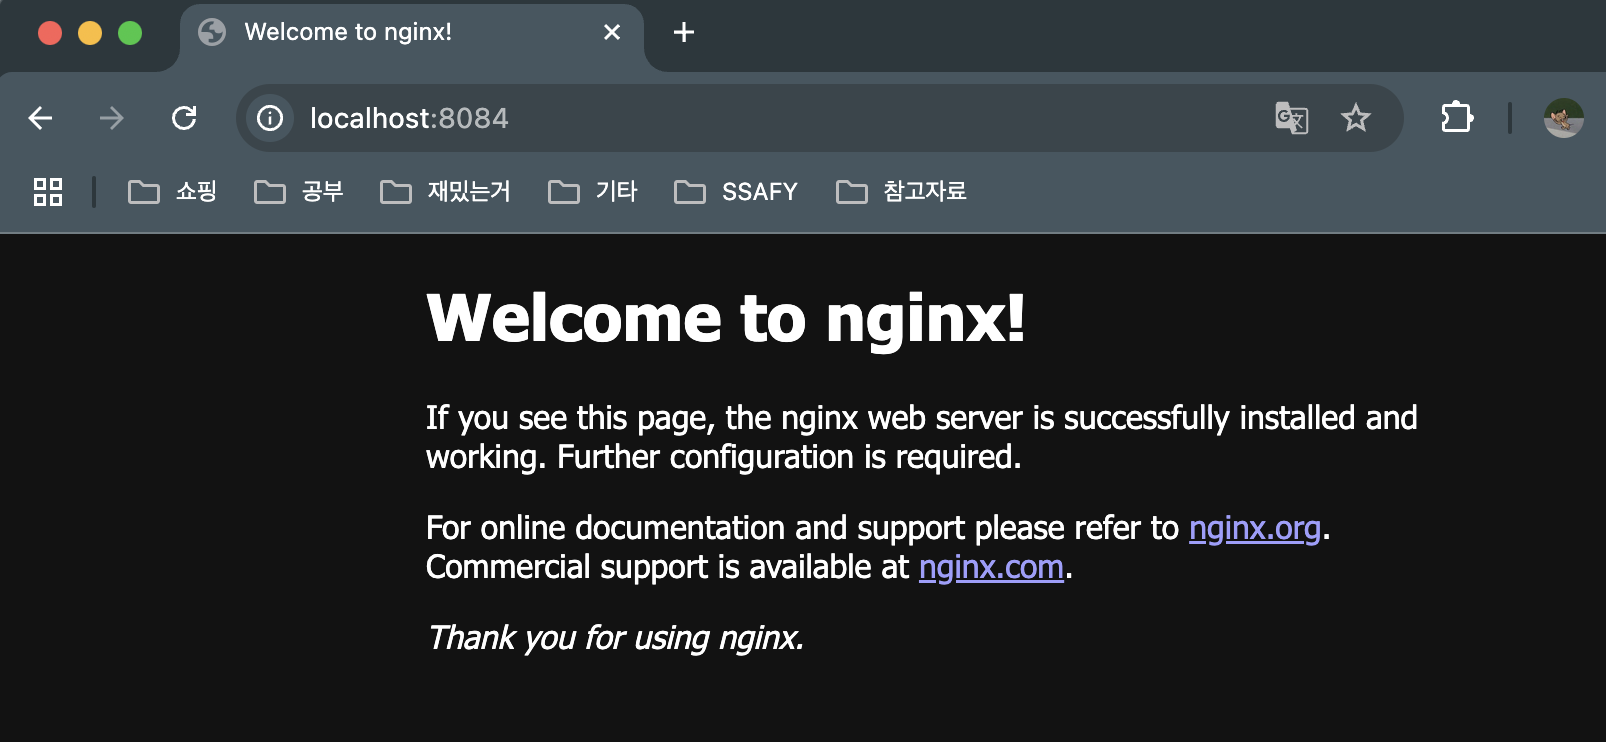 Welcome to nginx!
localhost:8084
쇼핑 공부 재밌는거 기타 SSAFY 참고자료
Welcome to nginx!
If you see this page, the nginx web server is successfully installed and
working. Further configuration is required.
For online documentation and support please refer to nginx.org.
Commercial support is available at nginx.com.
Thank you for using nginx.